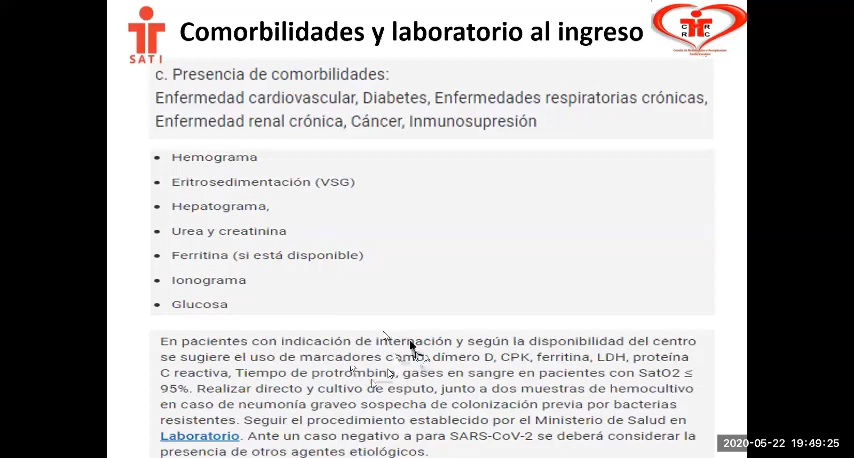 Comorbilidades y laboratorio al ingreso
SATI
C R
R C
c. Presencia de comorbilidades:
Enfermedad cardiovascular, Diabetes, Enfermedades respiratorias crónicas,
Enfermedad renal crónica, Cáncer, Inmunosupresión
• Hemograma
• Eritrosedimentación (VSG)
• Hepatograma,
• Urea y creatinina
• Ferritina (si está disponible)
• Ionograma
• Glucosa
En pacientes con indicación de internación y según la disponibilidad del centro
se sugiere el uso de marcadores como dímero D, CPK, ferritina, LDH, proteína
C reactiva, Tiempo de protrombina, gases en sangre en pacientes con SatO2 ≤
95%. Realizar directo y cultivo de esputo, junto a dos muestras de hemocultivo
en caso de neumonía graveo sospecha de colonización previa por bacterias
resistentes. Seguir el procedimiento establecido por el Ministerio de Salud en
Laboratorio. Ante un caso negativo a para SARS-CoV-2 se deberá considerar la
presencia de otros agentes etiológicos.
2020-05-22 19:49:25